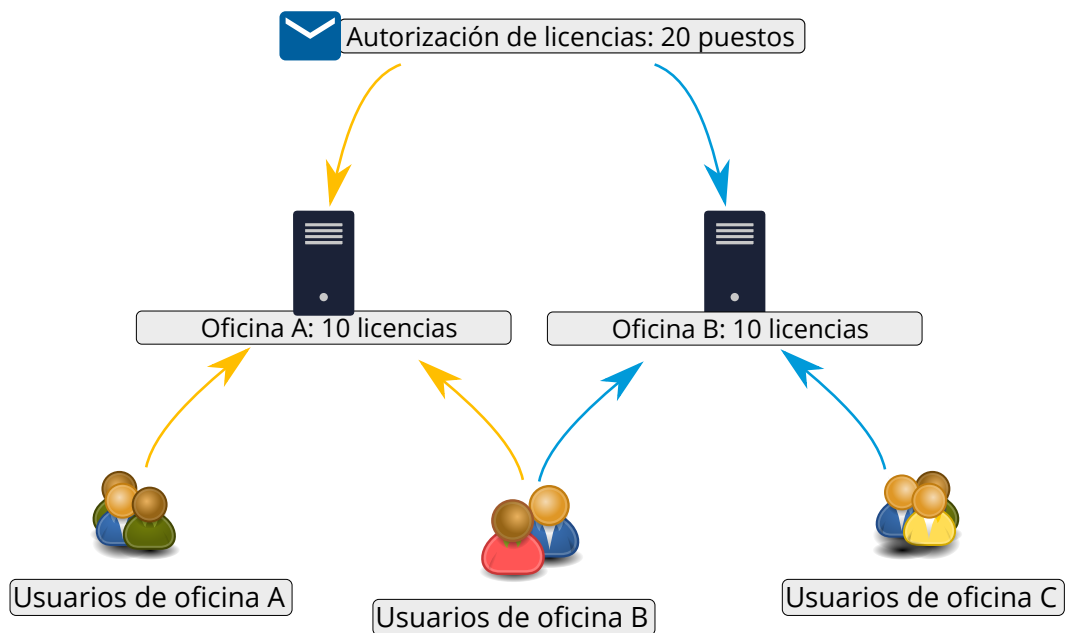 Autorización de licencias: 20 puestos
Oficina A: 10 licencias
Oficina B: 10 licencias
Usuarios de oficina A
Usuarios de oficina B
Usuarios de oficina C